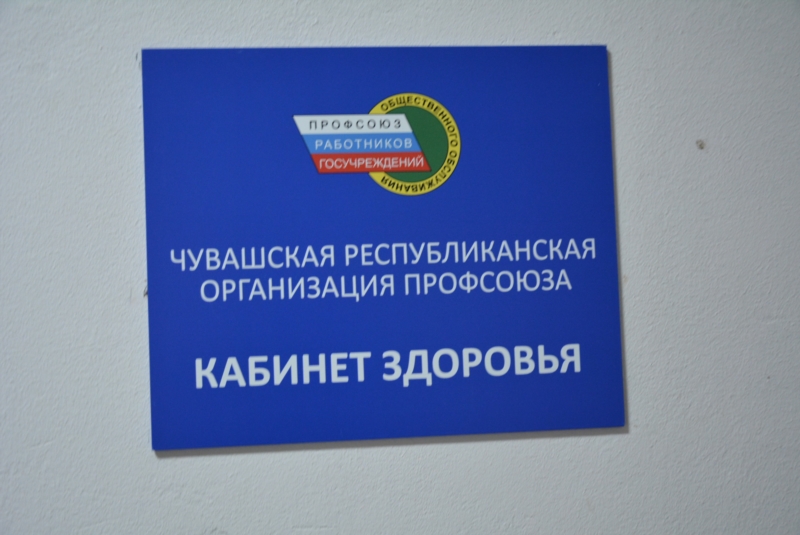 ПРОФСОЮЗ
РАБОТНИКОВ
ГОСУЧРЕЖДЕНИЙ
ОБЩЕСТВЕННОГО ОБСЛУЖИВАНИЯ
ЧУВАШСКАЯ РЕСПУБЛИКАНСКАЯ
ОРГАНИЗАЦИЯ ПРОФСОЮЗА
КАБИНЕТ ЗДОРОВЬЯ